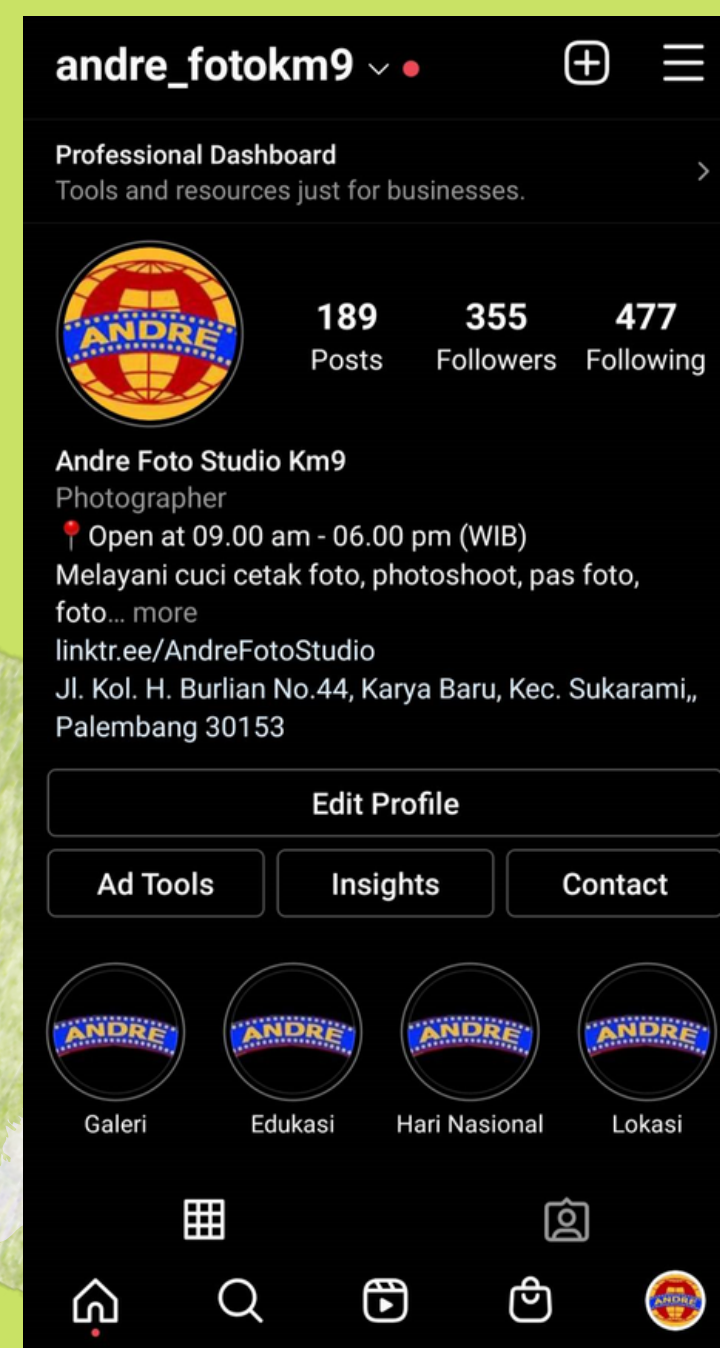 andre_fotokm9
Professional Dashboard
Tools and resources just for businesses.
ANDRE
189 355 477
Posts Followers Following
Andre Foto Studio Km9
Photographer
📍 Open at 09.00 am - 06.00 pm (WIB)
Melayani cuci cetak foto, photoshoot, pas foto,
foto... more
linktr.ee/AndreFotoStudio
Jl. Kol. H. Burlian No.44, Karya Baru, Kec. Sukarami,,
Palembang 30153
Edit Profile
Ad Tools Insights Contact
ANDRE ANDRE ANDRE ANDRE
Galeri Edukasi Hari Nasional Lokasi
ANDRE